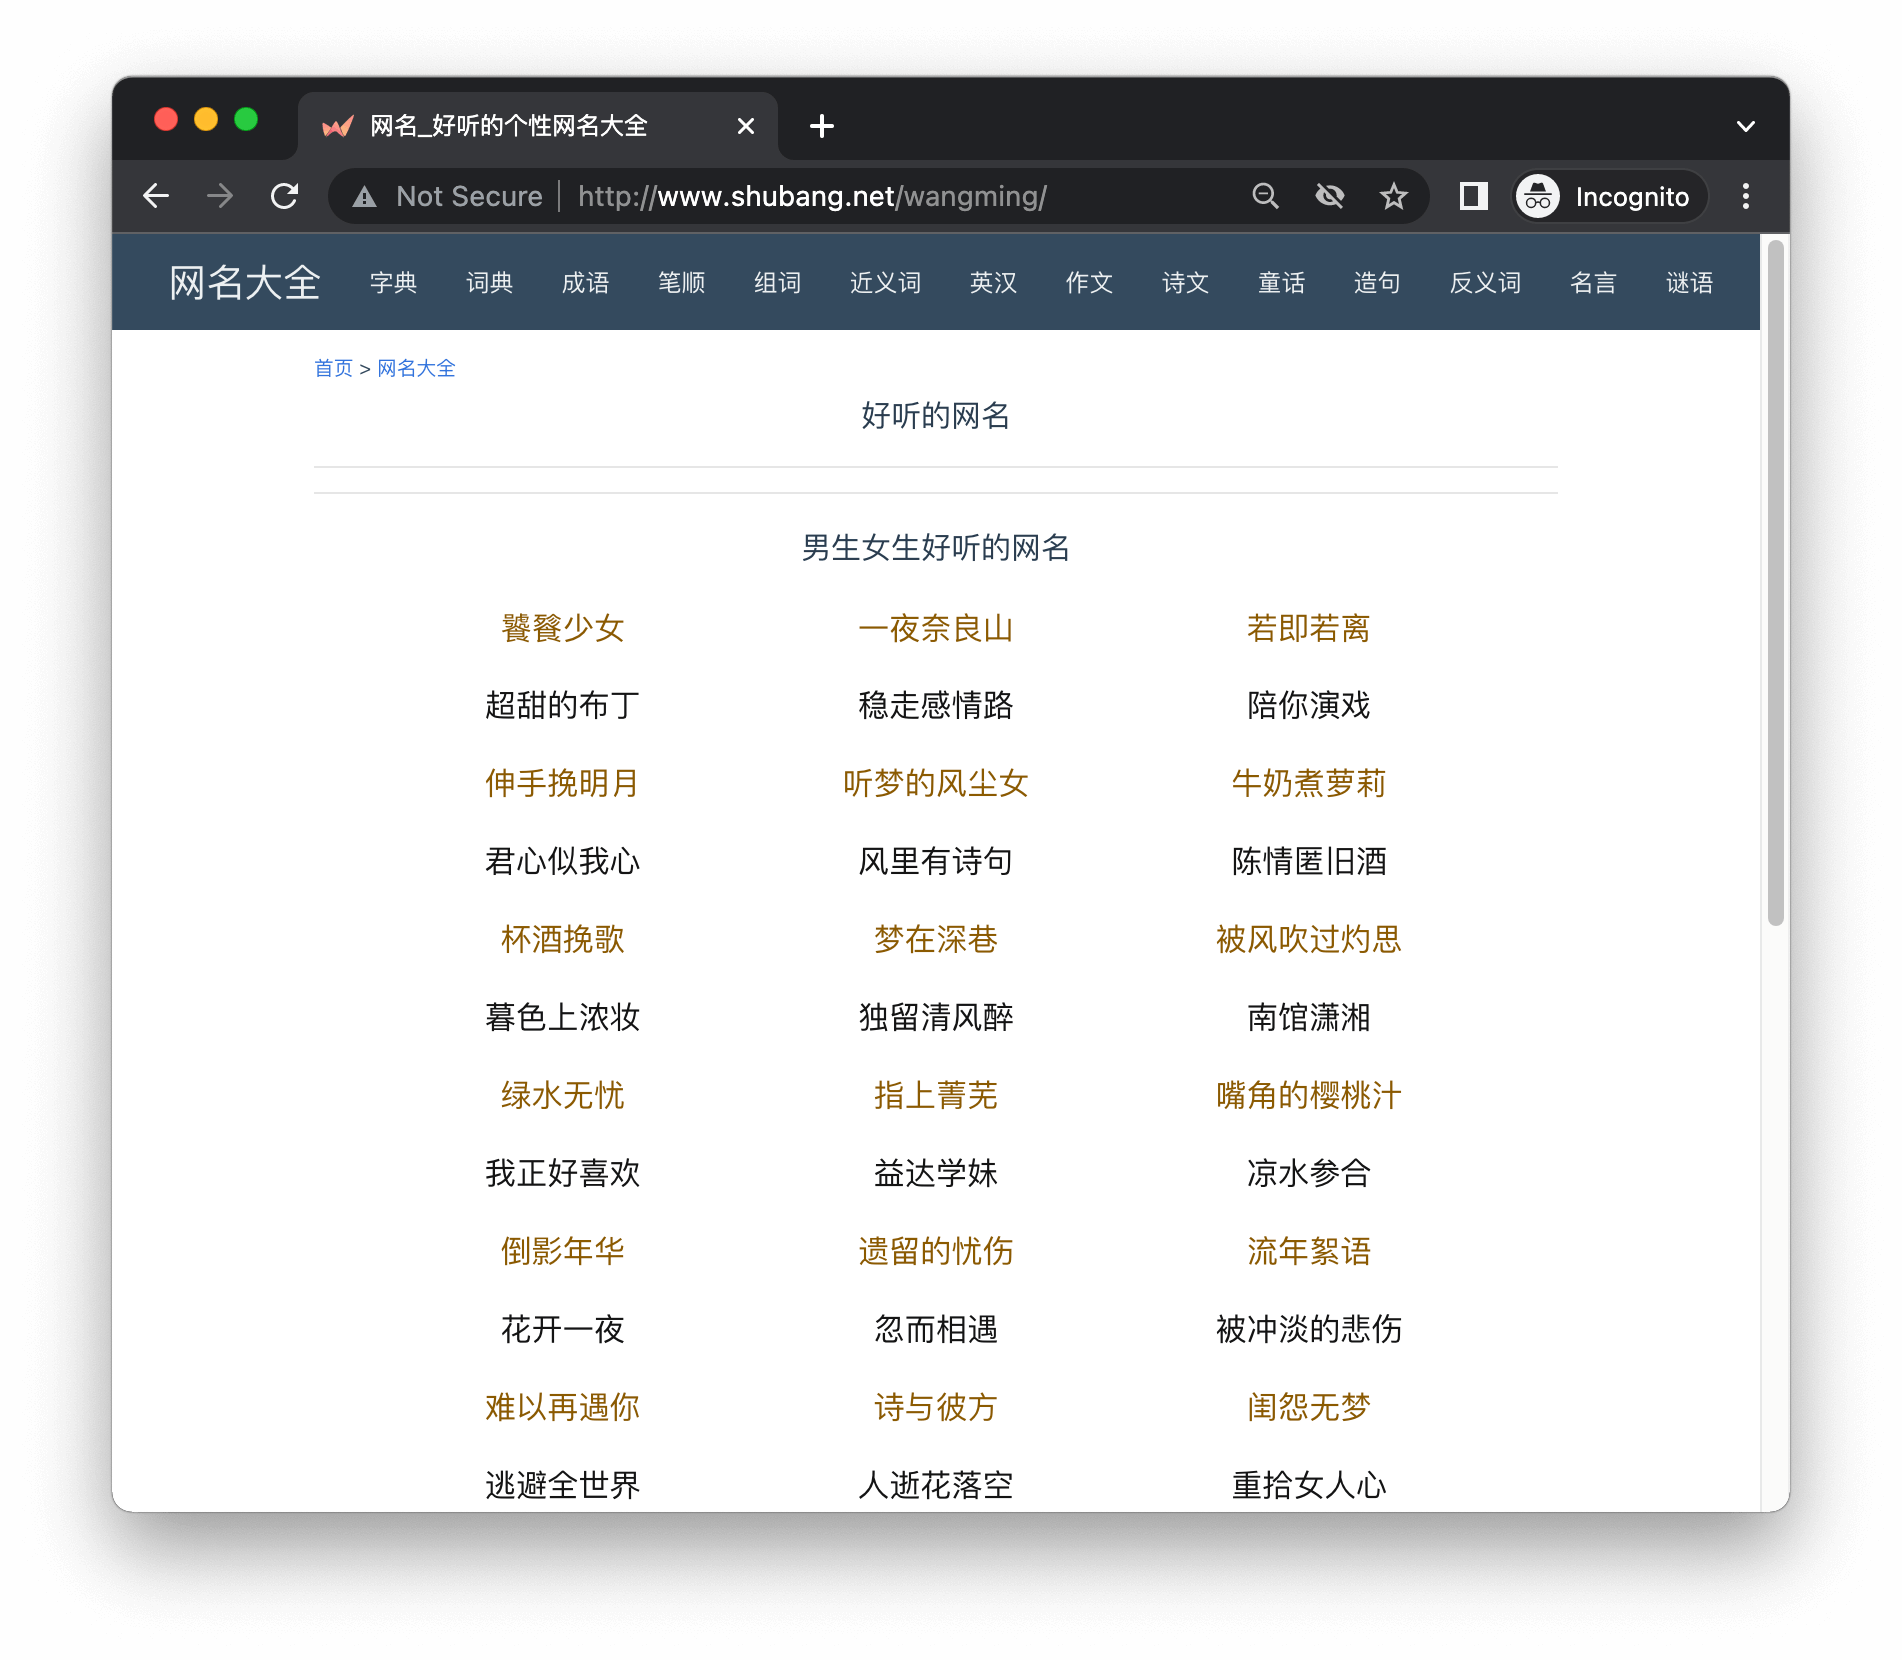 网名_好听的个性网名大全
Not Secure http://www.shubang.net/wangming/ Incognito
网名大全 字典 词典 成语 笔顺 组词 近义词 英汉 作文 诗文 童话 造句 反义词 名言 谜语
首页 > 网名大全
好听的网名
男生女生好听的网名
饕餮少女 一夜奈良山 若即若离
超甜的布丁 稳走感情路 陪你演戏
伸手挽明月 听梦的风尘女 牛奶煮萝莉
君心似我心 风里有诗句 陈情匿旧酒
杯酒挽歌 梦在深巷 被风吹过灼思
暮色上浓妆 独留清风醉 南馆潇湘
绿水无忧 指上菁芜 嘴角的樱桃汁
我正好喜欢 益达学妹 凉水参合
倒影年华 遗留的忧伤 流年絮语
花开一夜 忽而相遇 被冲淡的悲伤
难以再遇你 诗与彼方 闺怨无梦
逃避全世界 人逝花落空 重拾女人心